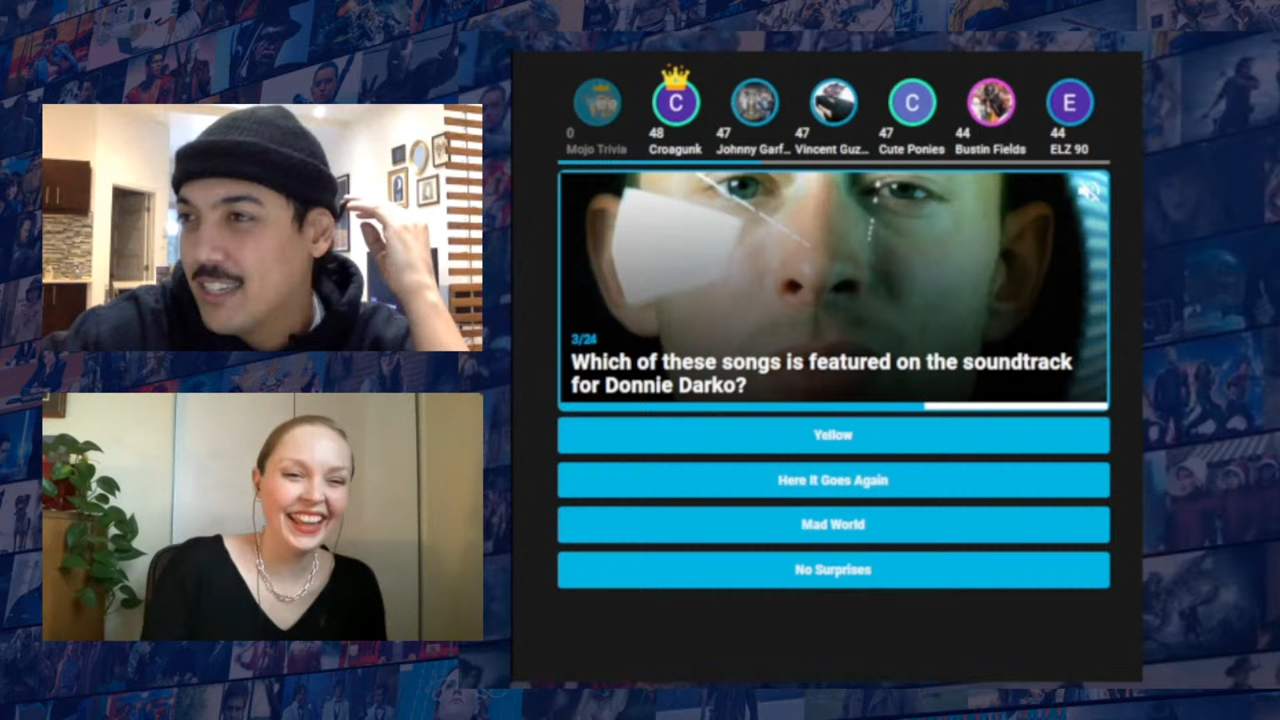 C
C
E
0
48
47
47
47
44
44
Mojo Trivia
Croagunk
Johnny Garf...
Vincent Guz...
Cute Ponies
Bustin Fields
ELZ 90
3/24
Which of these songs is featured on the soundtrack
for Donnie Darko?
Yellow
Here It Goes Again
Mad World
No Surprises